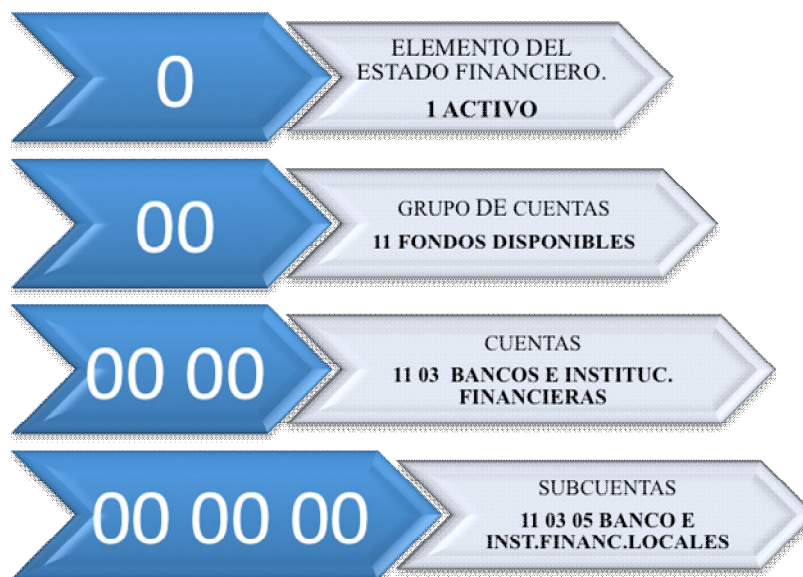 0
ELEMENTO DEL
ESTADO FINANCIERO.
1 ACTIVO
00
GRUPO DE CUENTAS
11 FONDOS DISPONIBLES
00 00
CUENTAS
11 03 BANCOS E INSTITUC.
FINANCIERAS
00 00 00
SUBCUENTAS
11 03 05 BANCO E
INST.FINANC.LOCALES